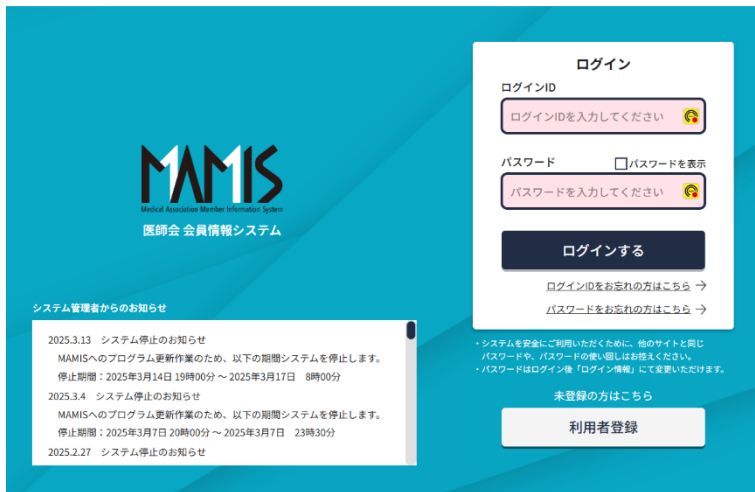 MAMIS
Medical Association Member Information System
医師会 会員情報システム
システム管理者からのお知らせ
2025.3.13 システム停止のお知らせ
MAMISへのプログラム更新作業のため、以下の期間システムを停止します。
停止期間：2025年3月14日 19時00分 ～ 2025年3月17日 8時00分
2025.3.4 システム停止のお知らせ
MAMISへのプログラム更新作業のため、以下の期間システムを停止します。
停止期間：2025年3月7日 20時00分 ～ 2025年3月7日 23時30分
2025.2.27 システム停止のお知らせ
ログイン
ログインID
ログインIDを入力してください
パスワード
パスワードを表示
パスワードを入力してください
ログインする
ログインIDをお忘れの方はこちら →
パスワードをお忘れの方はこちら →
・システムを安全にご利用いただくために、他のサイトと同じ
パスワードや、パスワードの使い回しはお控えください。
・パスワードはログイン後「ログイン情報」にて変更いただけます。
未登録の方はこちら
利用者登録